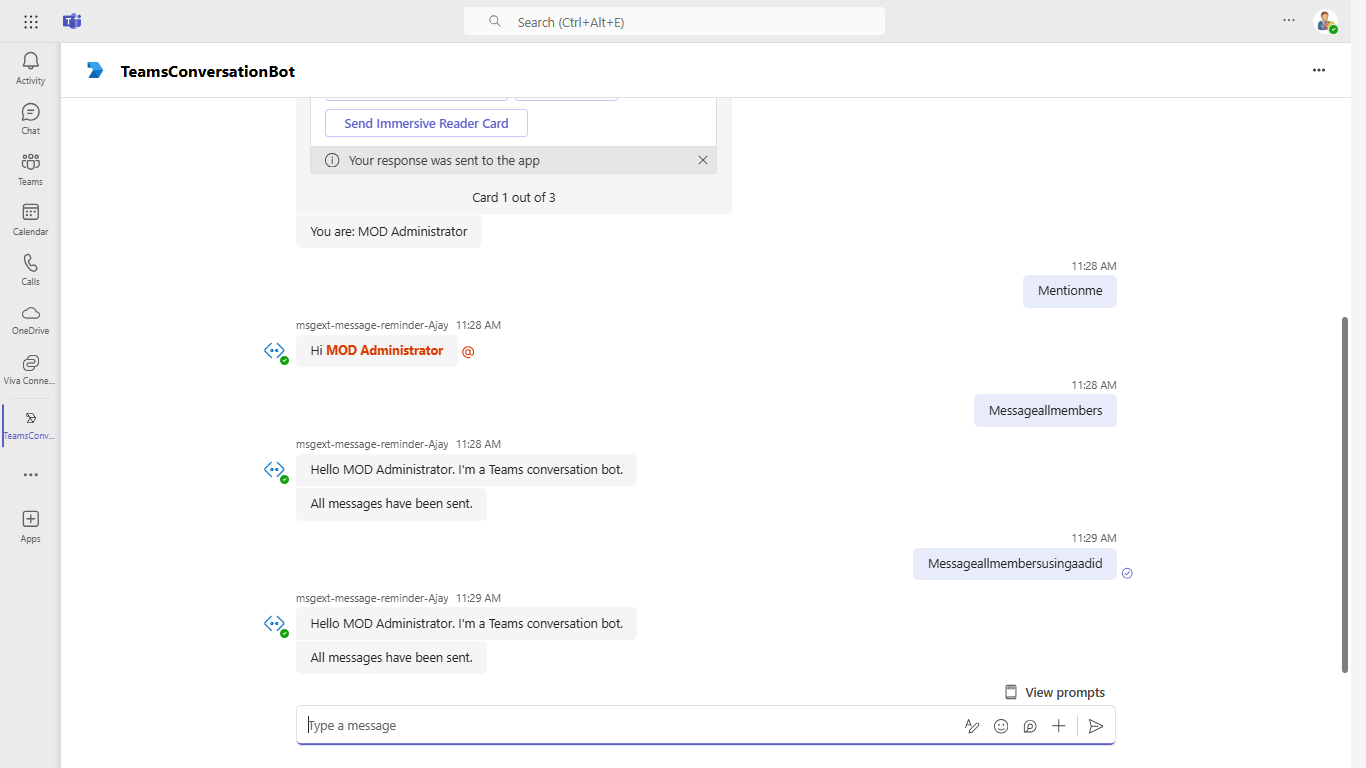 Search (Ctrl+Alt+E)
TeamsConversationBot
Activity
Chat
Teams
Calendar
Calls
OneDrive
Viva Conne...
TeamsConv...
Apps
Send Immersive Reader Card
Your response was sent to the app
Card 1 out of 3
You are: MOD Administrator
11:28 AM
Mentionme
msgext-message-reminder-Ajay 11:28 AM
Hi MOD Administrator @
11:28 AM
Messageallmembers
msgext-message-reminder-Ajay 11:28 AM
Hello MOD Administrator. I'm a Teams conversation bot.
All messages have been sent.
11:29 AM
Messageallmembersusingaadid
msgext-message-reminder-Ajay 11:29 AM
Hello MOD Administrator. I'm a Teams conversation bot.
All messages have been sent.
View prompts
Type a message